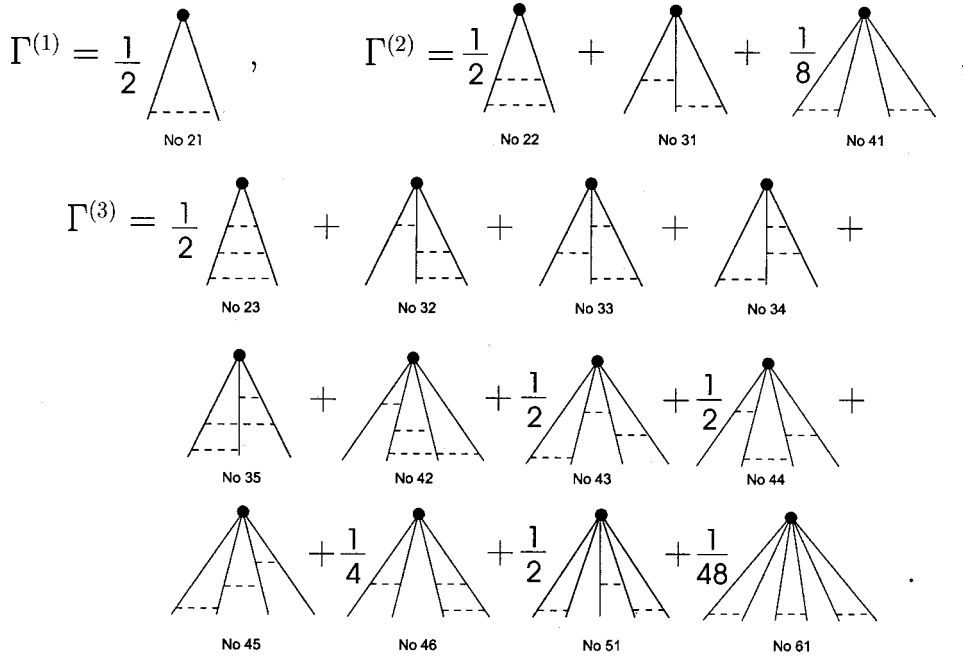 Γ(1) = 1/2 , Γ(2) = 1/2 + + 1/8 .
No 21 No 22 No 31 No 41
Γ(3) = 1/2 + + + +
No 23 No 32 No 33 No 34
+ + 1/2 + 1/2 +
No 35 No 42 No 43 No 44
+ 1/4 + 1/2 + 1/48 .
No 45 No 46 No 51 No 61